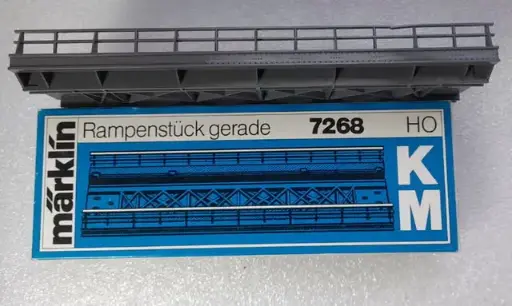 märklin
Rampenstück gerade 7268 HO
K
M